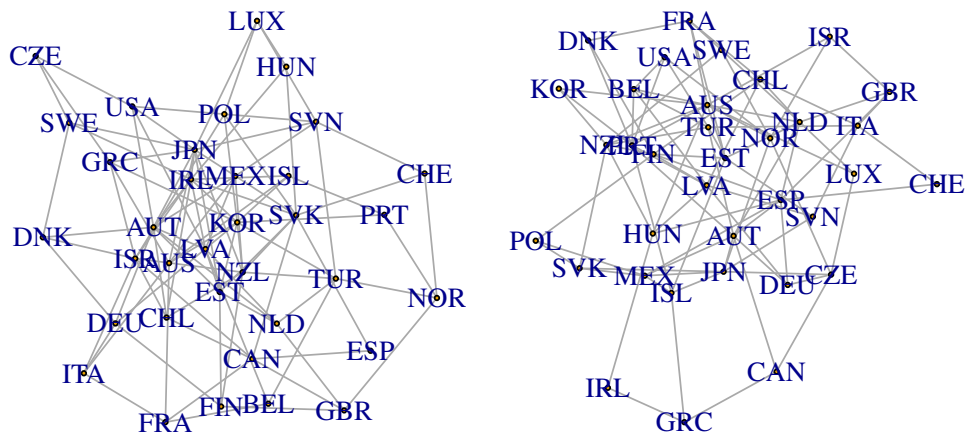 LUX
CZE
HUN
USA
POL
SWE
SVN
JPN
GRC
IRL
MEX
ISL
CHE
SVK
PRT
AUT
KOR
DNK
LVA
ISR
AUS
NZL
TUR
EST
NOR
DEU
CHL
NLD
CAN
ESP
ITA
FIN
BEL
GBR
FRA
FRA
DNK
SWE
ISR
USA
CHL
KOR
BEL
GBR
AUS
TUR
NLD
ITA
NOR
NZL
PRT
FIN
EST
LUX
LVA
CHE
ESP
SVN
POL
HUN
AUT
SVK
MEX
JPN
CZE
ISL
DEU
CAN
IRL
GRC